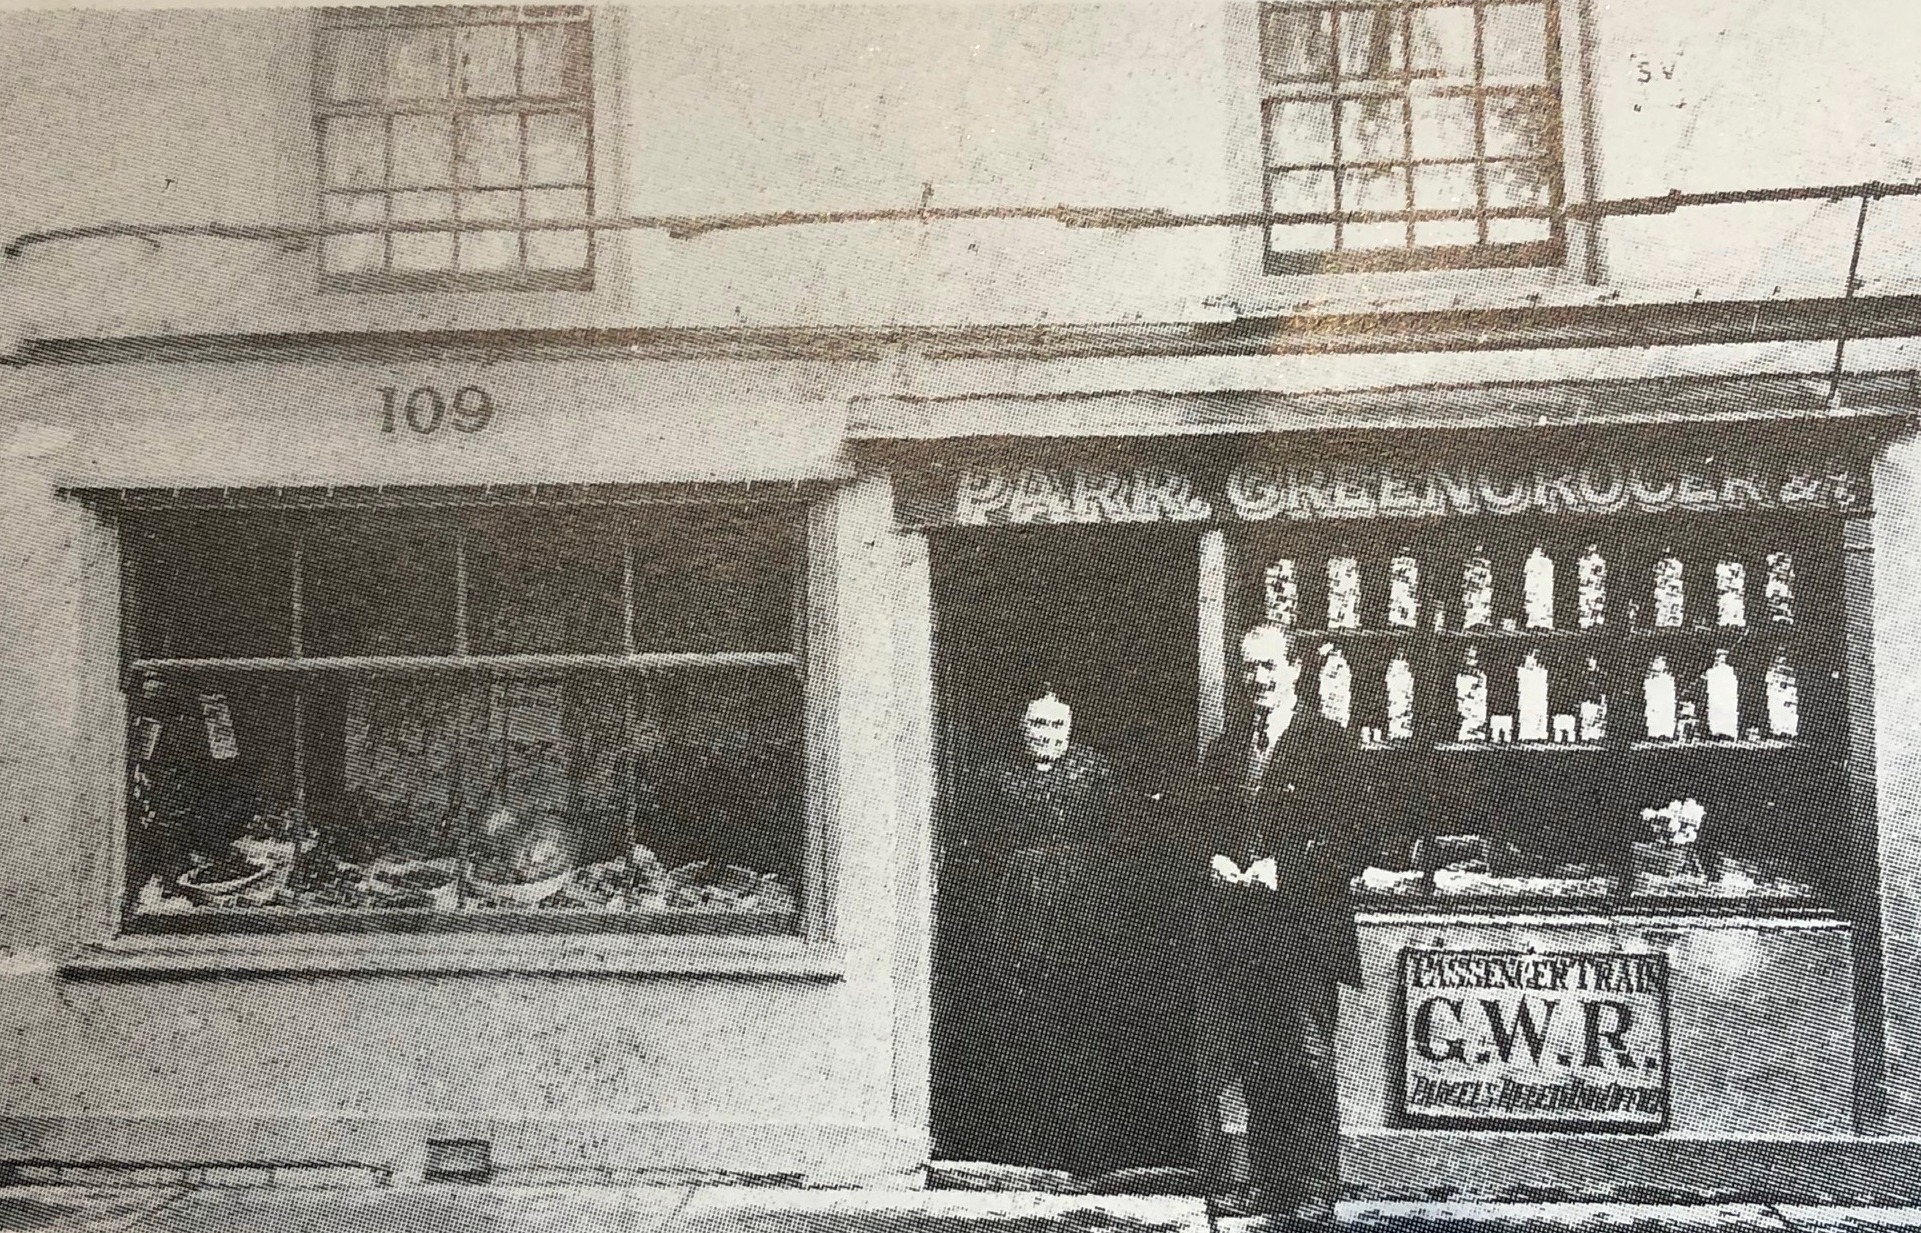 109
PARK. GREENGROCER &
PASSENGER TRAIN
G.W.R.
PARCELS RECEIVING OFFICE